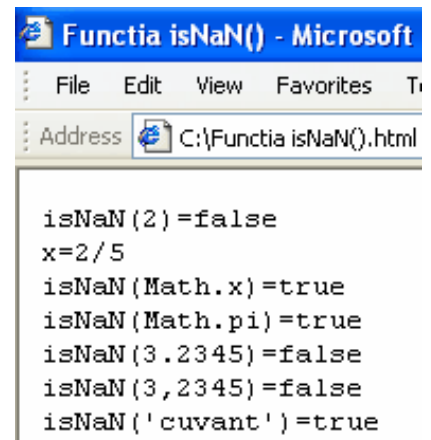 Functia isNaN() - Microsoft
File Edit View Favorites
Address C:\Functia isNaN().html
isNaN(2)=false
x=2/5
isNaN(Math.x)=true
isNaN(Math.pi)=true
isNaN(3.2345)=false
isNaN(3,2345)=false
isNaN('cuvant')=true